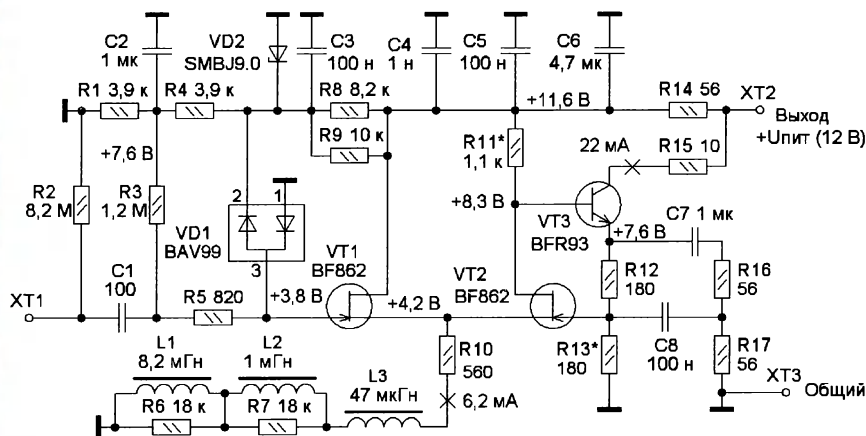 C2
1 мк
VD2
SMBJ9.0
C3
100 н
C4
1 н
C5
100 н
C6
4,7 мк
R1 3,9 к
R4 3,9 к
R8 8,2 к
R14 56
XT2
+11,6 В
Выход
+Uпит (12 В)
R9 10 к
R11*
1,1 к
22 мА
R15 10
+7,6 В
R2
8,2 М
R3
1,2 М
2
1
VD1
BAV99
3
+8,3 В
VT3
BFR93
C7 1 мк
+7,6 В
VT1
BF862
VT2
BF862
R12
180
R16
56
XT1
C1
100
R5 820
+3,8 В
+4,2 В
L1
8,2 мГн
L2
1 мГн
L3
47 мкГн
R10
560
R13*
180
C8
100 н
R17
56
XT3
Общий
R6 18 к
R7 18 к
6,2 мА